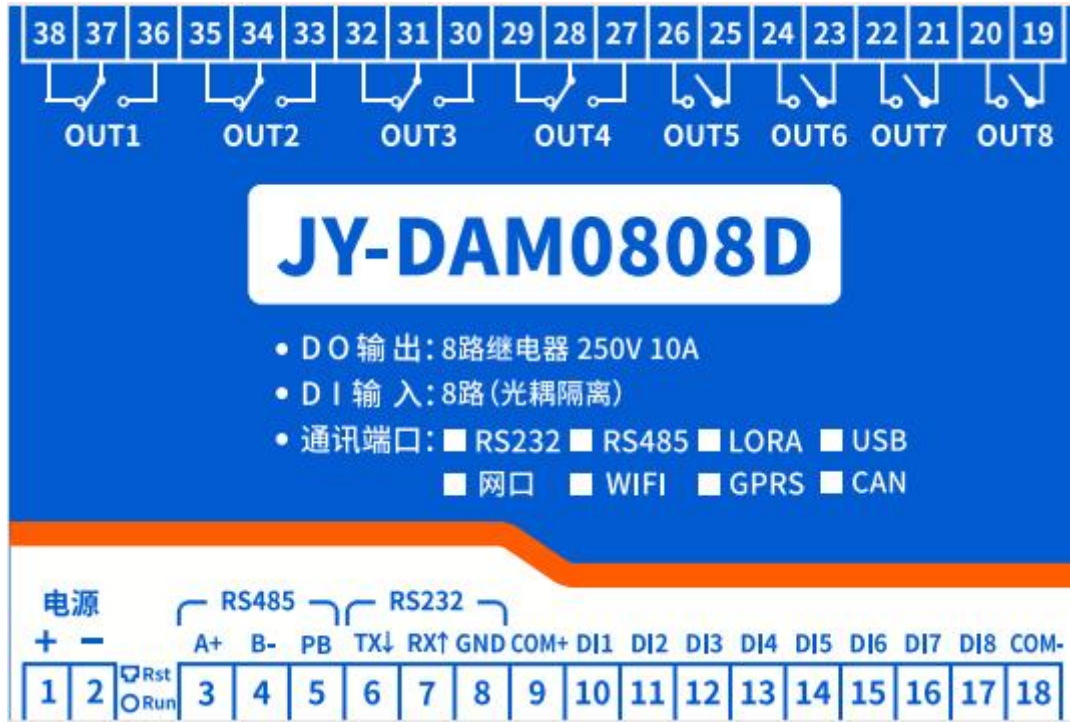 38 37 36 35 34 33 32 31 30 29 28 27 26 25 24 23 22 21 20 19
OUT1 OUT2 OUT3 OUT4 OUT5 OUT6 OUT7 OUT8
JY-DAM0808D
• DO输出：8路继电器 250V 10A
• DI输入：8路（光耦隔离）
• 通讯端口： RS232 RS485 LORA USB
网口 WIFI GPRS CAN
电源 RS485 RS232
+ − A+ B- PB TX↓ RX↑ GND COM+ DI1 DI2 DI3 DI4 DI5 DI6 DI7 DI8 COM-
Rst
1 2 Run 3 4 5 6 7 8 9 10 11 12 13 14 15 16 17 18